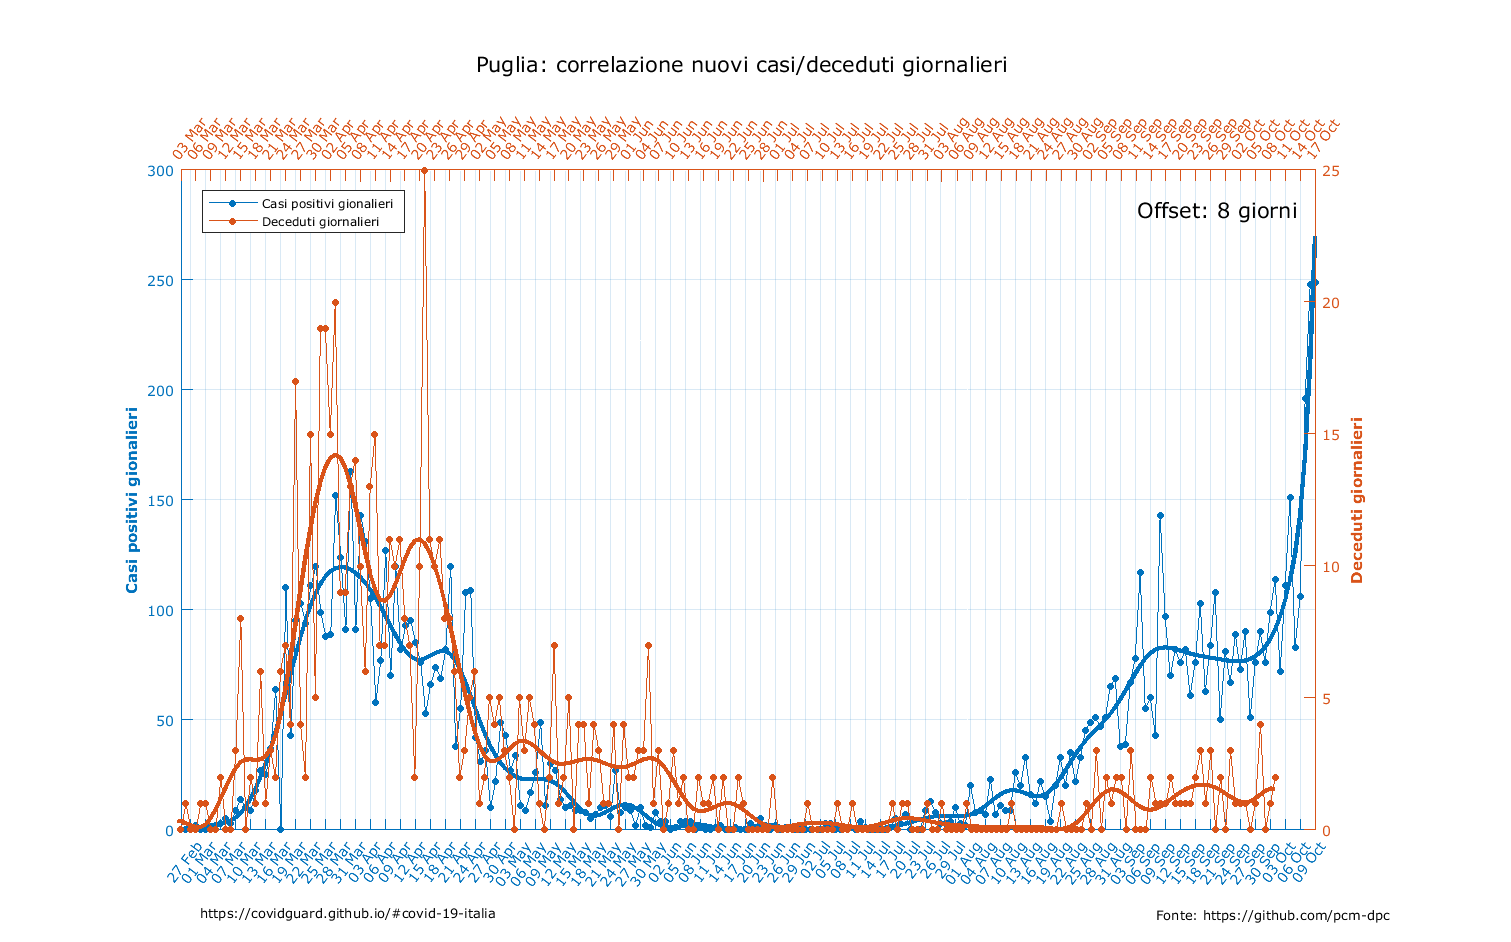 Puglia: correlazione nuovi casi/deceduti giornalieri
03 Mar
06 Mar
09 Mar
12 Mar
15 Mar
18 Mar
21 Mar
24 Mar
27 Mar
30 Mar
02 Apr
05 Apr
08 Apr
11 Apr
14 Apr
17 Apr
20 Apr
23 Apr
26 Apr
29 Apr
02 May
05 May
08 May
11 May
14 May
17 May
20 May
23 May
26 May
29 May
01 Jun
04 Jun
07 Jun
10 Jun
13 Jun
16 Jun
19 Jun
22 Jun
25 Jun
28 Jun
01 Jul
04 Jul
07 Jul
10 Jul
13 Jul
16 Jul
19 Jul
22 Jul
25 Jul
28 Jul
31 Jul
03 Aug
06 Aug
09 Aug
12 Aug
15 Aug
18 Aug
21 Aug
24 Aug
27 Aug
30 Aug
02 Sep
05 Sep
08 Sep
11 Sep
14 Sep
17 Sep
20 Sep
23 Sep
26 Sep
29 Sep
02 Oct
05 Oct
08 Oct
11 Oct
14 Oct
17 Oct
Casi positivi gionalieri
Deceduti giornalieri
Offset: 8 giorni
300
250
200
150
100
50
0
Casi positivi gionalieri
25
20
15
10
5
0
Deceduti giornalieri
27 Feb
01 Mar
04 Mar
07 Mar
10 Mar
13 Mar
16 Mar
19 Mar
22 Mar
25 Mar
28 Mar
31 Mar
03 Apr
06 Apr
09 Apr
12 Apr
15 Apr
18 Apr
21 Apr
24 Apr
27 Apr
30 Apr
03 May
06 May
09 May
12 May
15 May
18 May
21 May
24 May
27 May
30 May
02 Jun
05 Jun
08 Jun
11 Jun
14 Jun
17 Jun
20 Jun
23 Jun
26 Jun
29 Jun
02 Jul
05 Jul
08 Jul
11 Jul
14 Jul
17 Jul
20 Jul
23 Jul
26 Jul
29 Jul
01 Aug
04 Aug
07 Aug
10 Aug
13 Aug
16 Aug
19 Aug
22 Aug
25 Aug
28 Aug
31 Aug
03 Sep
06 Sep
09 Sep
12 Sep
15 Sep
18 Sep
21 Sep
24 Sep
27 Sep
30 Sep
03 Oct
06 Oct
09 Oct
https://covidguard.github.io/#covid-19-italia
Fonte: https://github.com/pcm-dpc